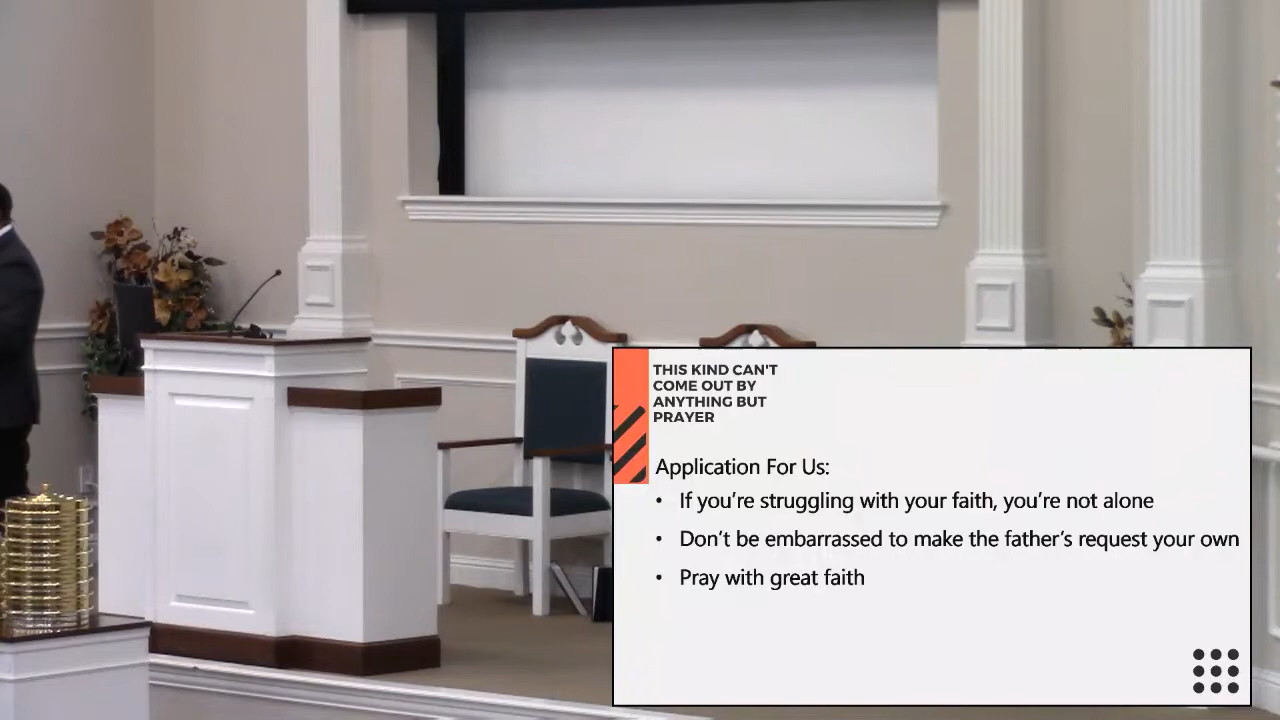 THIS KIND CAN'T
COME OUT BY
ANYTHING BUT
PRAYER
Application For Us:
• If you're struggling with your faith, you're not alone
• Don't be embarrassed to make the father's request your own
• Pray with great faith